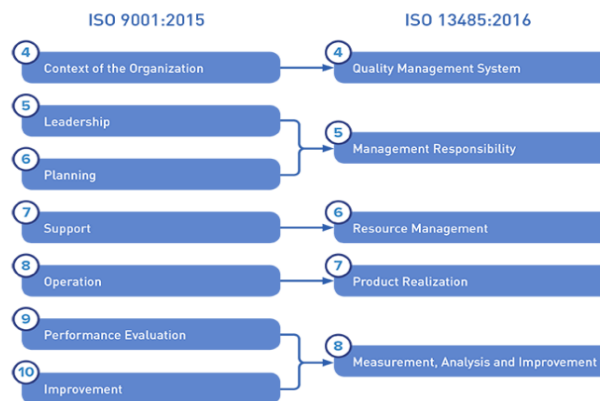 ISO 9001:2015
ISO 13485:2016
4
Context of the Organization
4
Quality Management System
5
Leadership
5
Management Responsibility
6
Planning
7
Support
6
Resource Management
8
Operation
7
Product Realization
9
Performance Evaluation
8
Measurement, Analysis and Improvement
10
Improvement